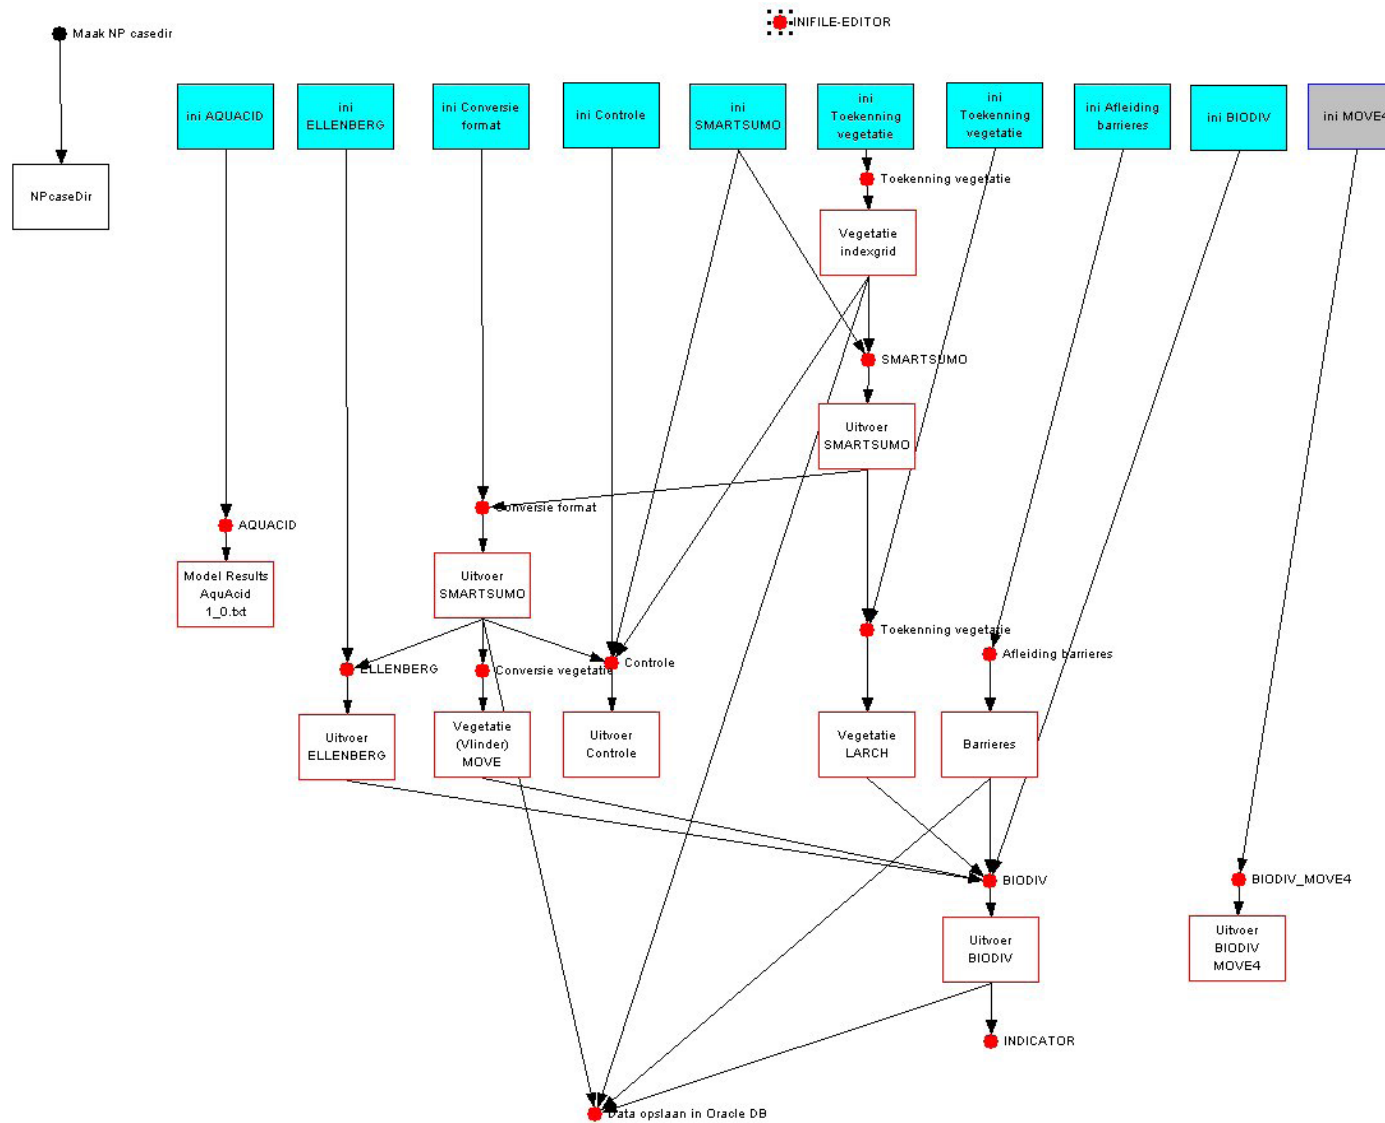 INIFILE-EDITOR
Maak NP casedir
ini AQUACID
ini
ELLENBERG
ini Conversie
format
ini Controle
ini
SMARTSUMO
ini
Toekenning
vegetatie
ini
Toekenning
vegetatie
ini Afleiding
barrieres
ini BIODIV
ini MOVE4
NPcaseDir
Toekenning vegetatie
Vegetatie
indexgrid
SMARTSUMO
Uitvoer
SMARTSUMO
Conversie format
AQUACID
Model Results
AquAcid
1_0.txt
Uitvoer
SMARTSUMO
Toekenning vegetatie
Afleiding barrieres
ELLENBERG
Conversie vegetatie
Controle
Uitvoer
ELLENBERG
Vegetatie
(Vlinder)
MOVE
Uitvoer
Controle
Vegetatie
LARCH
Barrieres
BIODIV
BIODIV_MOVE4
Uitvoer
BIODIV
Uitvoer
BIODIV
MOVE4
INDICATOR
Data opslaan in Oracle DB